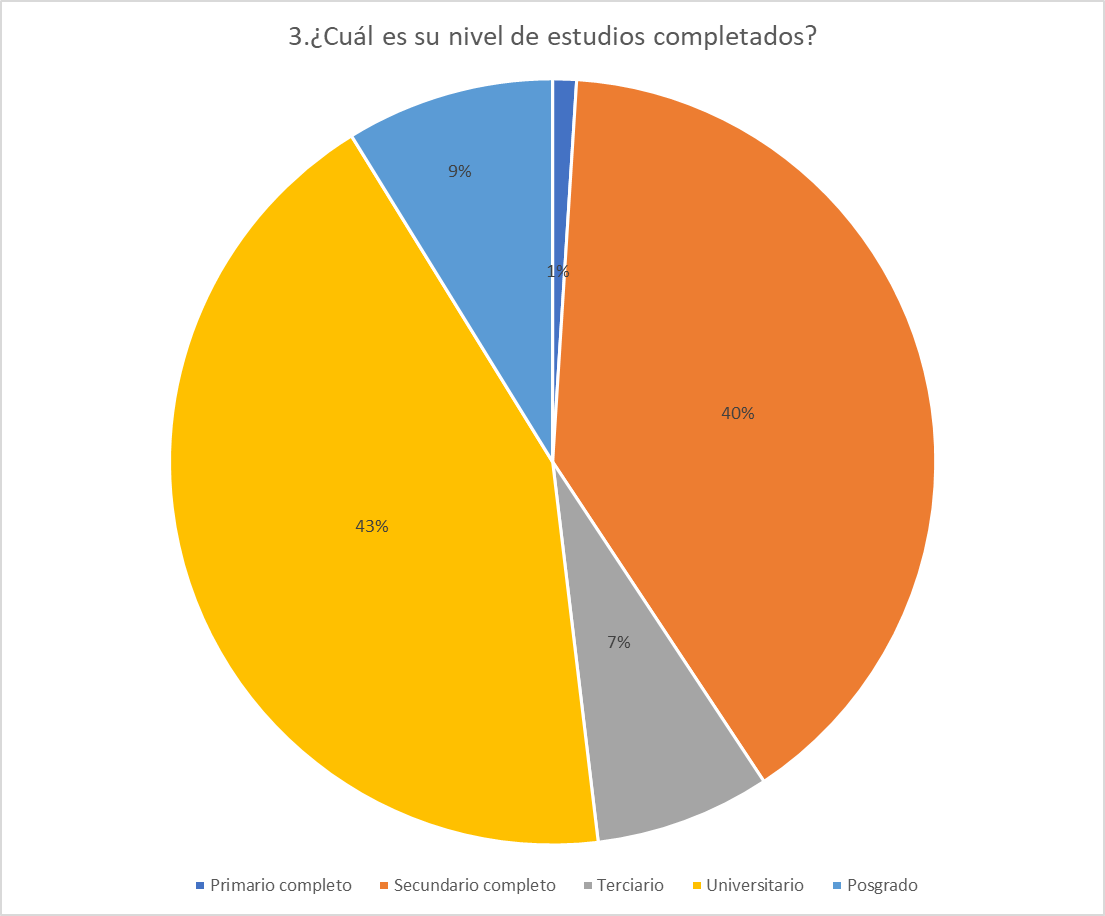 3.¿Cuál es su nivel de estudios completados?
9%
1%
40%
43%
7%
Primario completo Secundario completo Terciario Universitario Posgrado